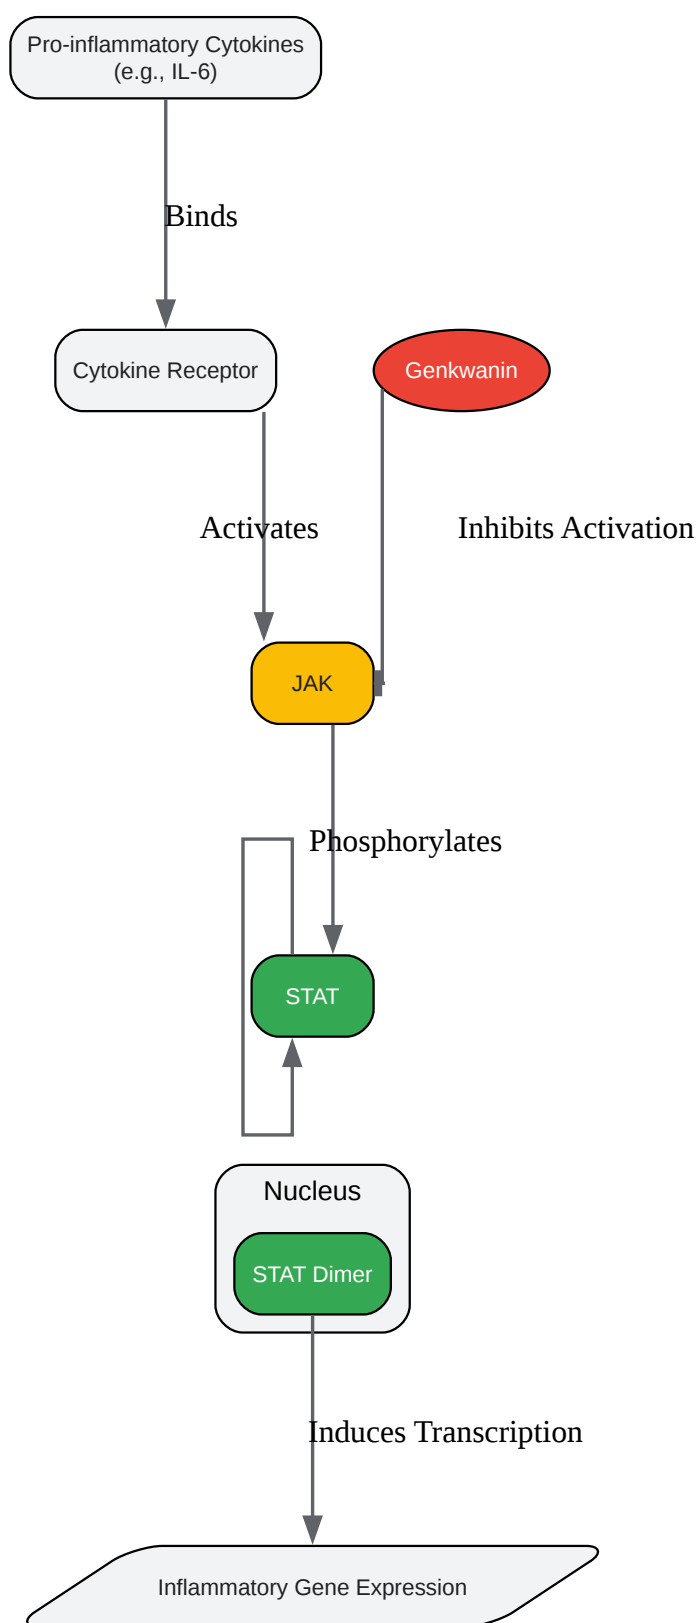 Pro-inflammatory Cytokines
(e.g., IL-6)
Binds
Cytokine Receptor
Genkwanin
Activates
Inhibits Activation
JAK
Phosphorylates
STAT
Nucleus
STAT Dimer
Induces Transcription
Inflammatory Gene Expression